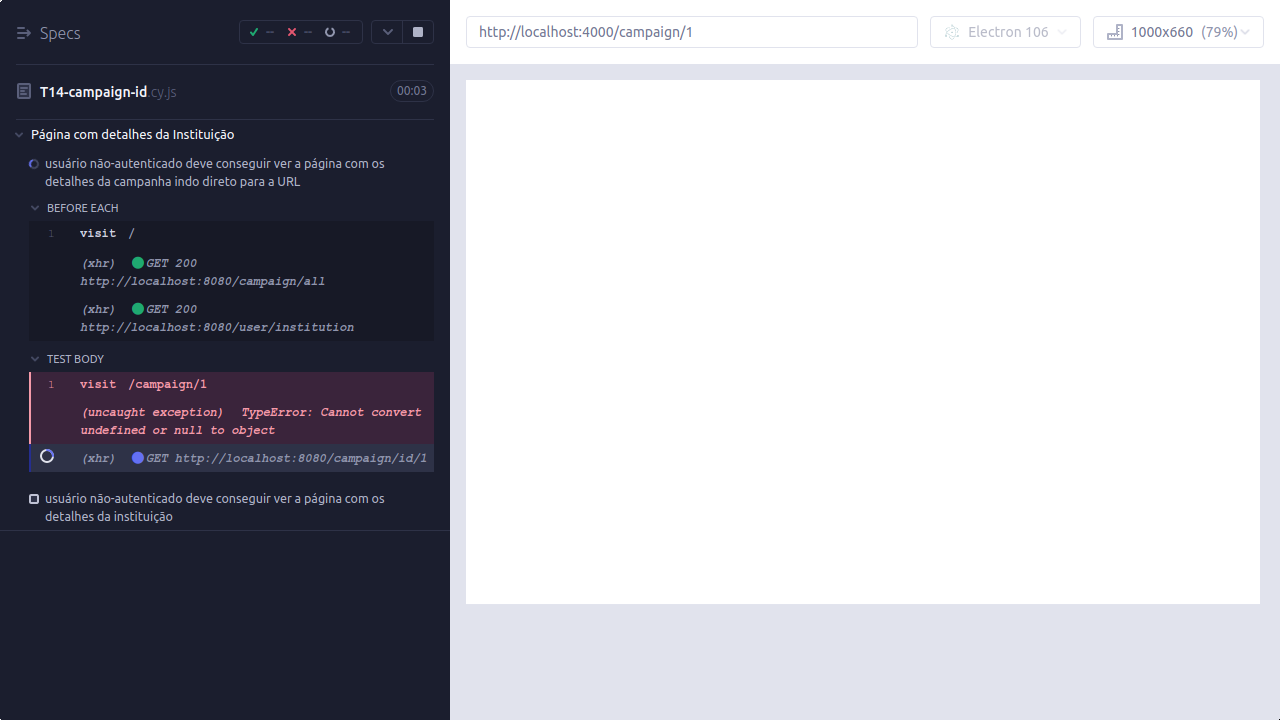 Specs
--
--
--
T14-campaign-id.cy.js
00:03
Página com detalhes da Instituição
usuário não-autenticado deve conseguir ver a página com os
detalhes da campanha indo direto para a URL
BEFORE EACH
1 visit /
(xhr) GET 200
http://localhost:8080/campaign/all
(xhr) GET 200
http://localhost:8080/user/institution
TEST BODY
1 visit /campaign/1
(uncaught exception) TypeError: Cannot convert
undefined or null to object
(xhr) GET http://localhost:8080/campaign/id/1
usuário não-autenticado deve conseguir ver a página com os
detalhes da instituição
http://localhost:4000/campaign/1
Electron 106
1000x660 (79%)